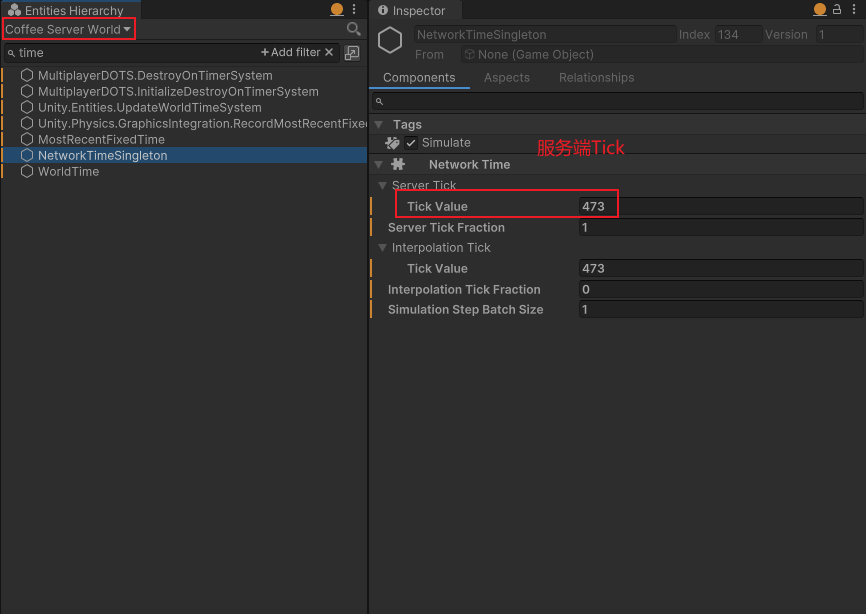 Entities Hierarchy
Coffee Server World
time
+ Add filter ×
MultiplayerDOTS.DestroyOnTimerSystem
MultiplayerDOTS.InitializeDestroyOnTimerSystem
Unity.Entities.UpdateWorldTimeSystem
Unity.Physics.GraphicsIntegration.RecordMostRecentFixe
MostRecentFixedTime
NetworkTimeSingleton
WorldTime
Inspector
NetworkTimeSingleton Index 134 Version 1
From None (Game Object)
Components Aspects Relationships
Tags
Simulate
服务端Tick
Network Time
Server Tick
Tick Value 473
Server Tick Fraction 1
Interpolation Tick
Tick Value 473
Interpolation Tick Fraction 0
Simulation Step Batch Size 1